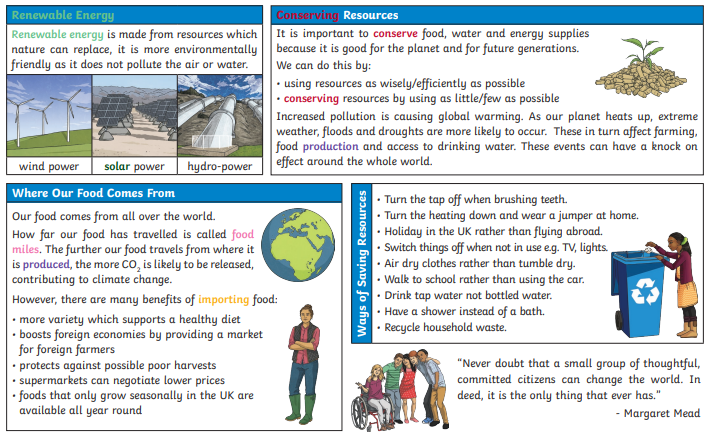 Renewable Energy
Renewable energy is made from resources which
nature can replace, it is more environmentally
friendly as it does not pollute the air or water.
wind power
solar power
hydro-power
Conserving Resources
It is important to conserve food, water and energy supplies
because it is good for the planet and for future generations.
We can do this by:
• using resources as wisely/efficiently as possible
• conserving resources by using as little/few as possible
Increased pollution is causing global warming. As our planet heats up, extreme
weather, floods and droughts are more likely to occur. These in turn affect farming,
food production and access to drinking water. These events can have a knock on
effect around the whole world.
Where Our Food Comes From
Our food comes from all over the world.
How far our food has travelled is called food
miles. The further our food travels from where it
is produced, the more CO₂ is likely to be released,
contributing to climate change.
However, there are many benefits of importing food:
• more variety which supports a healthy diet
• boosts foreign economies by providing a market
for foreign farmers
• protects against possible poor harvests
• supermarkets can negotiate lower prices
• foods that only grow seasonally in the UK are
available all year round
Ways of Saving Resources
• Turn the tap off when brushing teeth.
• Turn the heating down and wear a jumper at home.
• Holiday in the UK rather than flying abroad.
• Switch things off when not in use e.g. TV, lights.
• Air dry clothes rather than tumble dry.
• Walk to school rather than using the car.
• Drink tap water not bottled water.
• Have a shower instead of a bath.
• Recycle household waste.
“Never doubt that a small group of thoughtful,
committed citizens can change the world. In
deed, it is the only thing that ever has.”
- Margaret Mead